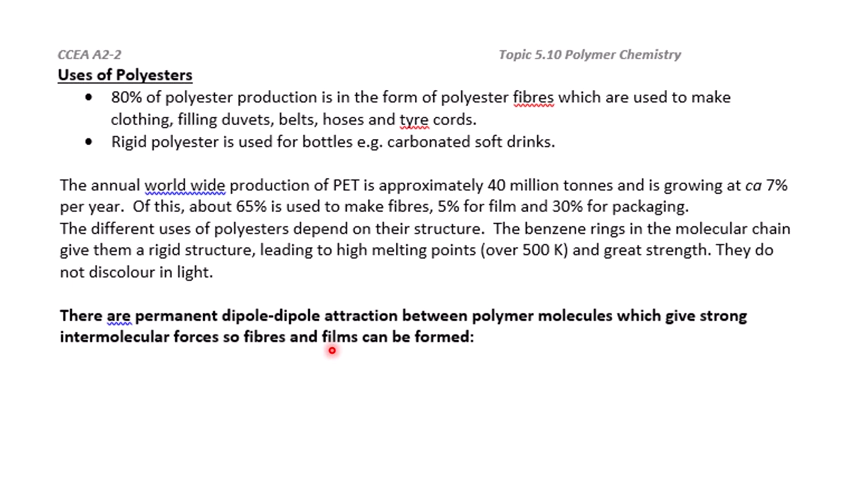 CCEA A2-2 Topic 5.10 Polymer Chemistry
Uses of Polyesters
• 80% of polyester production is in the form of polyester fibres which are used to make
clothing, filling duvets, belts, hoses and tyre cords.
• Rigid polyester is used for bottles e.g. carbonated soft drinks.
The annual world wide production of PET is approximately 40 million tonnes and is growing at ca 7%
per year. Of this, about 65% is used to make fibres, 5% for film and 30% for packaging.
The different uses of polyesters depend on their structure. The benzene rings in the molecular chain
give them a rigid structure, leading to high melting points (over 500 K) and great strength. They do
not discolour in light.
There are permanent dipole-dipole attraction between polymer molecules which give strong
intermolecular forces so fibres and films can be formed: